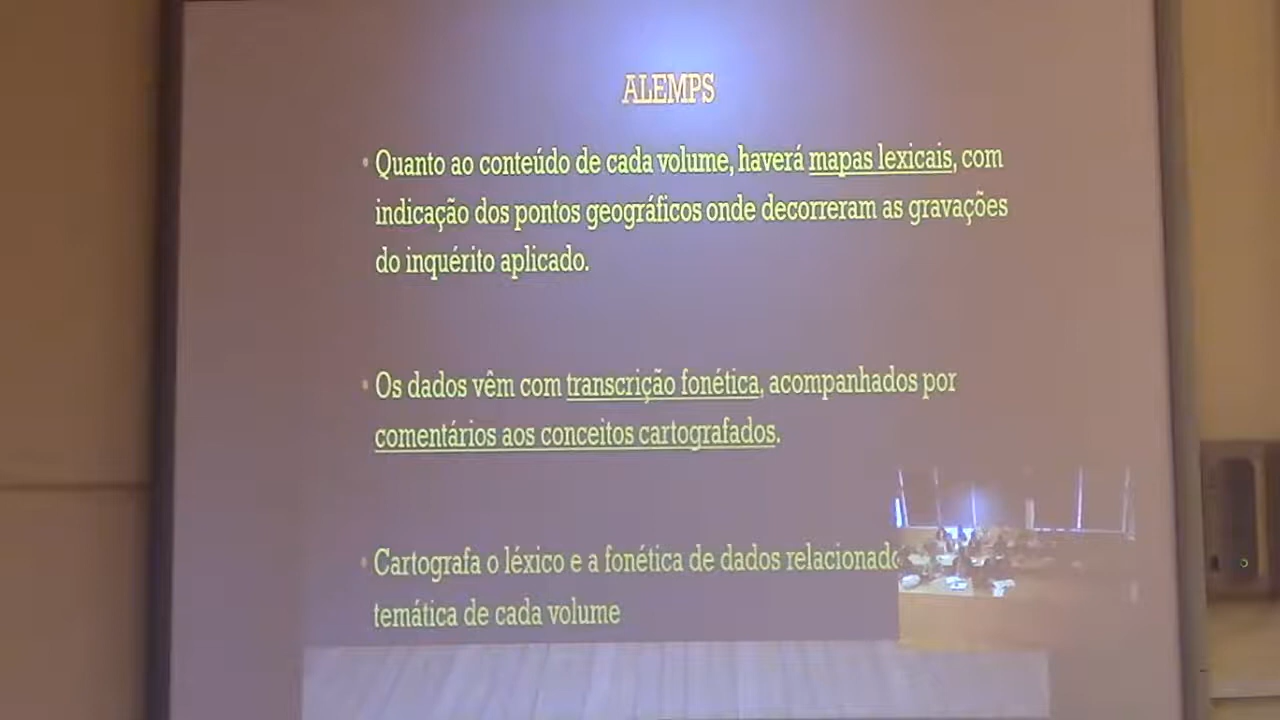 ALEMPS
• Quanto ao conteúdo de cada volume, haverá mapas lexicais, com
indicação dos pontos geográficos onde decorreram as gravações
do inquérito aplicado.
• Os dados vêm com transcrição fonética, acompanhados por
comentários aos conceitos cartografados.
• Cartografa o léxico e a fonética de dados
temática de cada volume